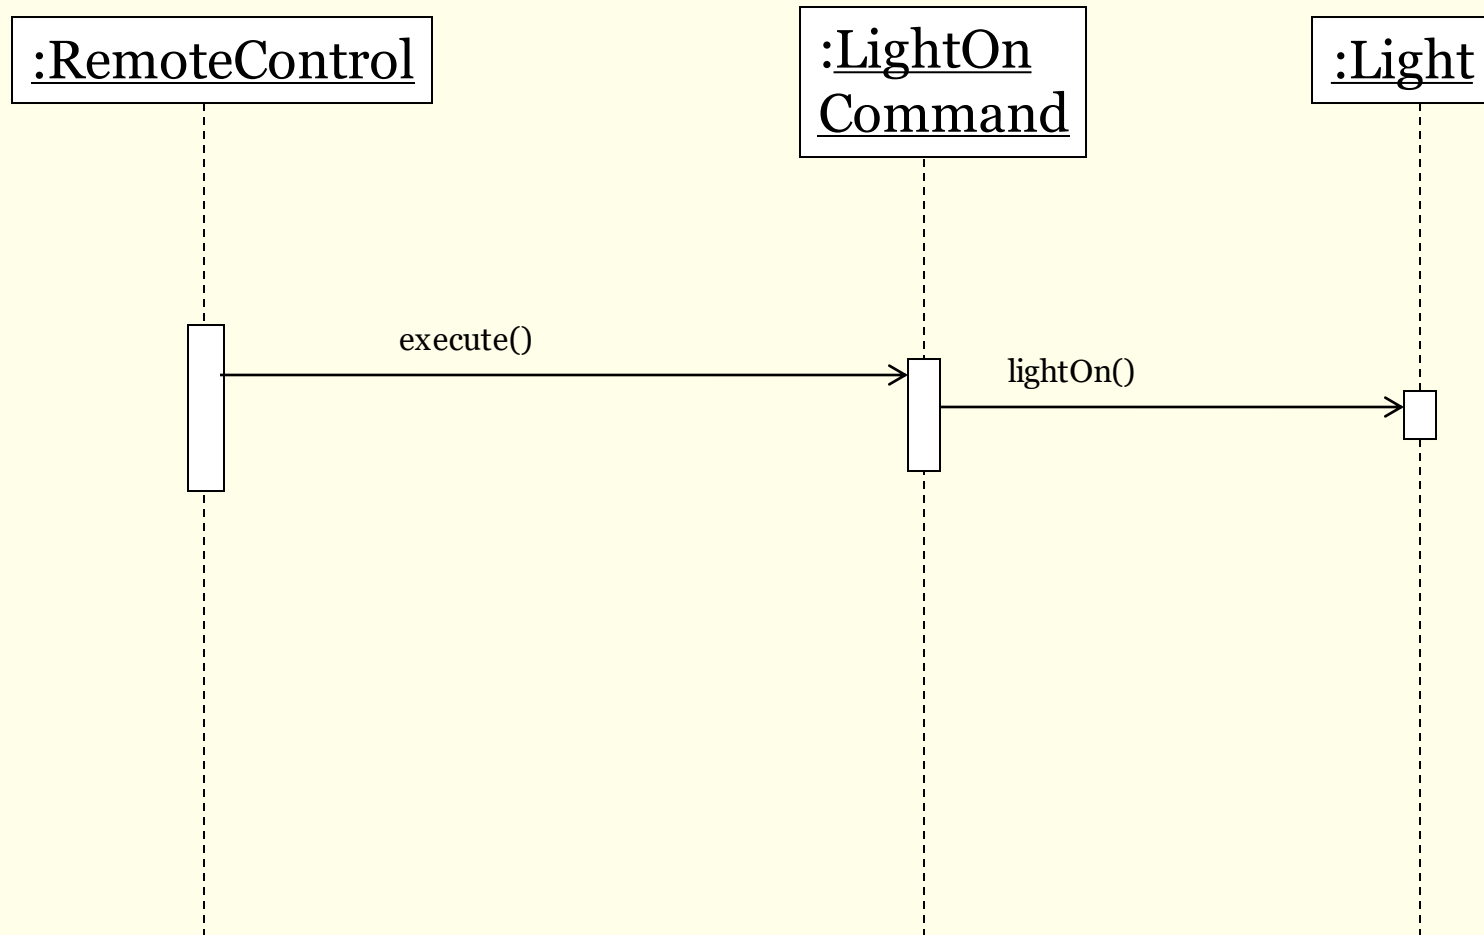 :RemoteControl
:LightOn
Command
:Light
execute()
lightOn()